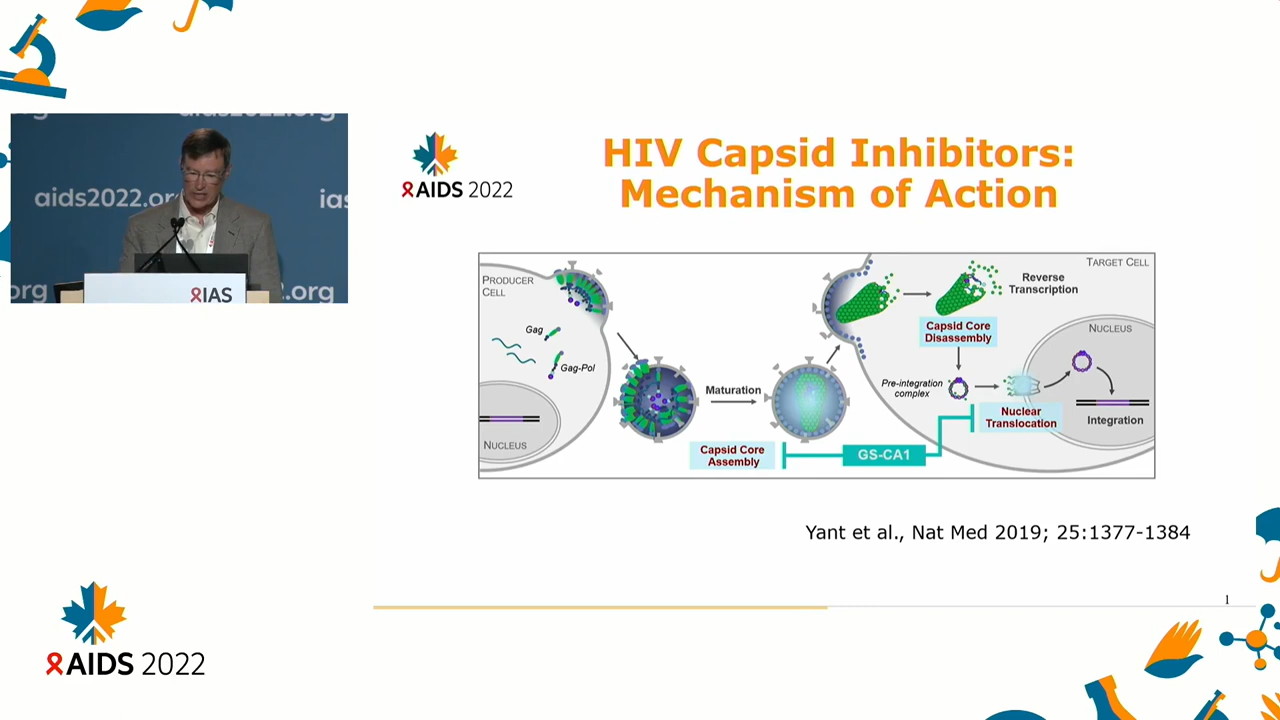 aids2022.org
aids2022.org
ias
org
.org
IAS
AIDS 2022
HIV Capsid Inhibitors:
Mechanism of Action
PRODUCER
CELL
Gag
Gag-Pol
NUCLEUS
Maturation
Capsid Core
Assembly
GS-CA1
TARGET CELL
Reverse
Transcription
Capsid Core
Disassembly
NUCLEUS
Pre-integration
complex
Nuclear
Translocation
Integration
Yant et al., Nat Med 2019; 25:1377-1384
1
AIDS 2022